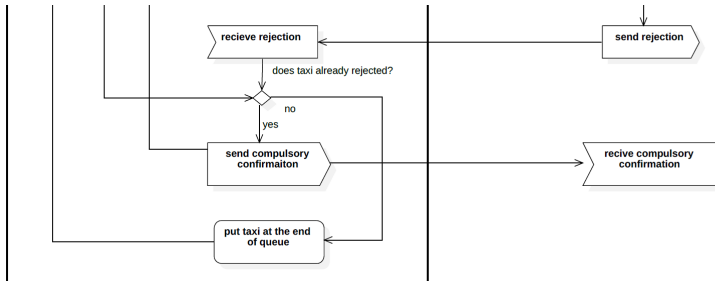 recieve rejection
send rejection
does taxi already rejected?
no
yes
send compulsory
confirmaiton
recive compulsory
confirmation
put taxi at the end
of queue